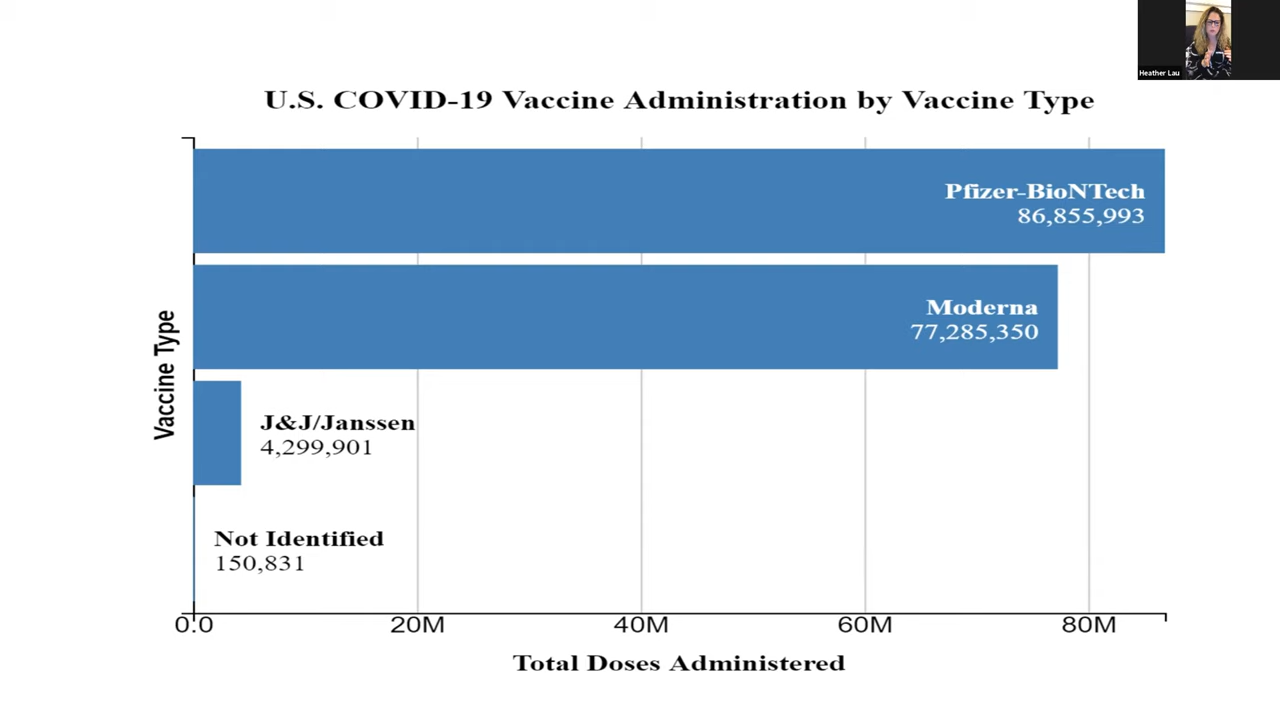 Heather Lau
U.S. COVID-19 Vaccine Administration by Vaccine Type
Pfizer-BioNTech
86,855,993
Moderna
77,285,350
Vaccine Type
J&J/Janssen
4,299,901
Not Identified
150,831
0.0 20M 40M 60M 80M
Total Doses Administered